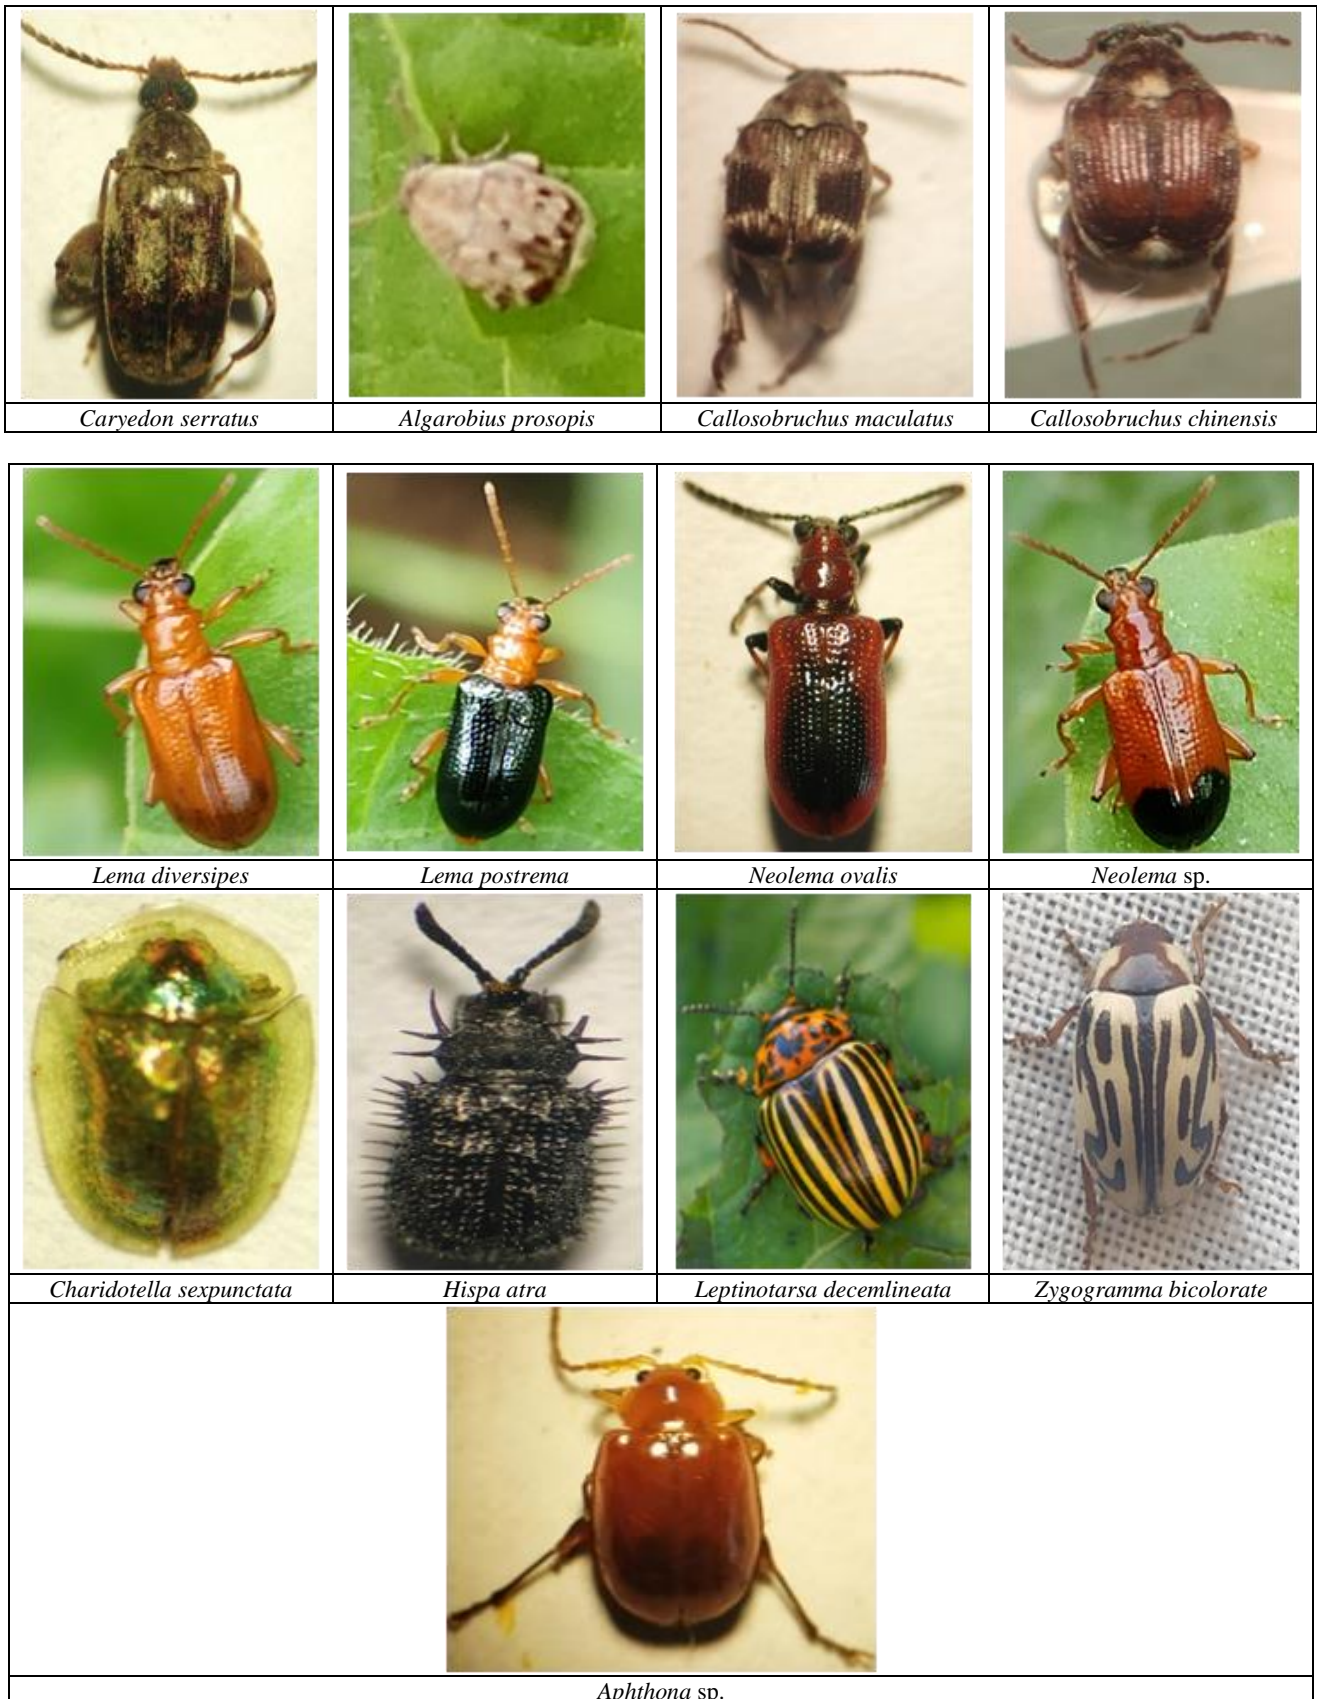 Caryedon serratus
Algarobius prosopis
Callosobruchus maculatus
Callosobruchus chinensis
Lema diversipes
Lema postrema
Neolema ovalis
Neolema sp.
Charidotella sexpunctata
Hispa atra
Leptinotarsa decemlineata
Zygogramma bicolorate
Aphthona sp.